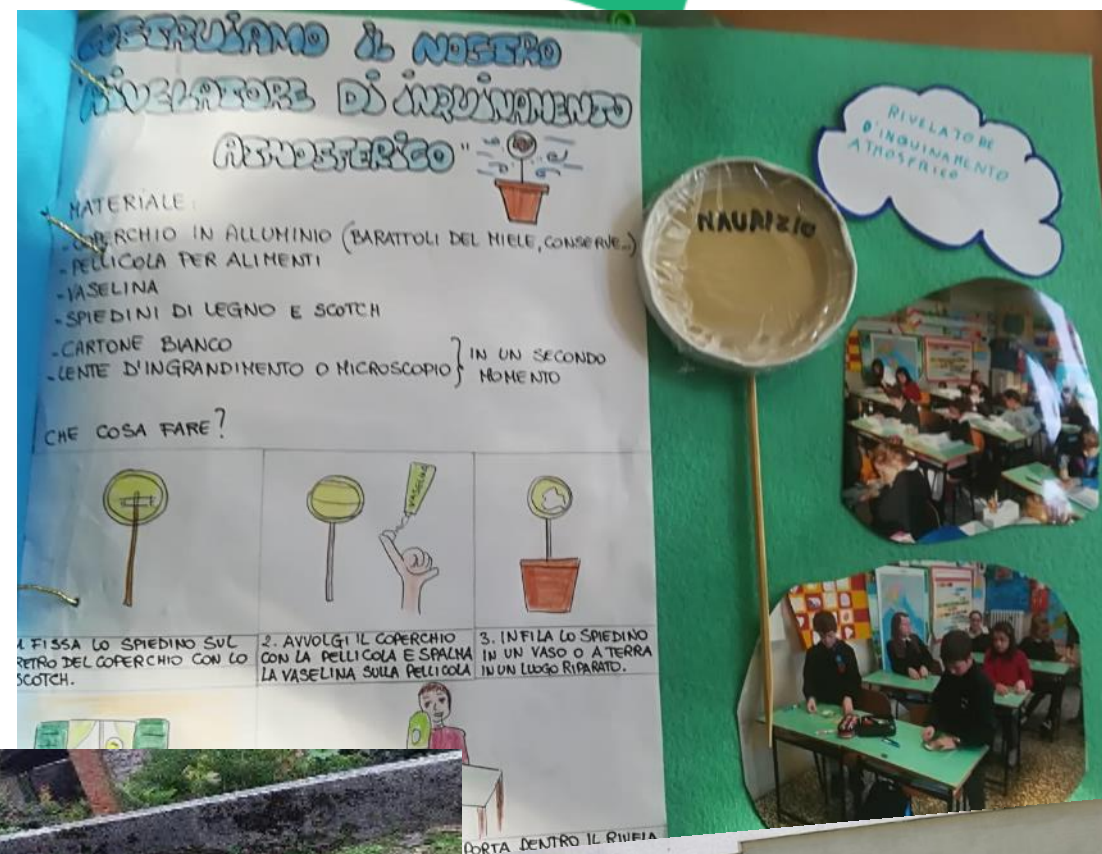 COSTRUIAMO IL NOSTRO
"RIVELATORE DI INQUINAMENTO
ATMOSFERICO"
MATERIALE:
-COPERCHIO IN ALLUMINIO (BARATTOLI DEL MIELE, CONSERVE..)
-PELLICOLA PER ALIMENTI
-VASELINA
-SPIEDINI DI LEGNO E SCOTCH
-CARTONE BIANCO
-LENTE D'INGRANDIMENTO O MICROSCOPIO } IN UN SECONDO
MOMENTO
CHE COSA FARE?
VASELINA
1. FISSA LO SPIEDINO SUL
RETRO DEL COPERCHIO CON LO
SCOTCH.
2. AVVOLGI IL COPERCHIO
CON LA PELLICOLA E SPALMA
LA VASELINA SULLA PELLICOLA
3. INFILA LO SPIEDINO
IN UN VASO O A TERRA
IN UN LUOGO RIPARATO.
PORTA DENTRO IL RIVELA
MAURIZIO
RIVELATORE
D'INQUINAMENTO
ATMOSFRICO